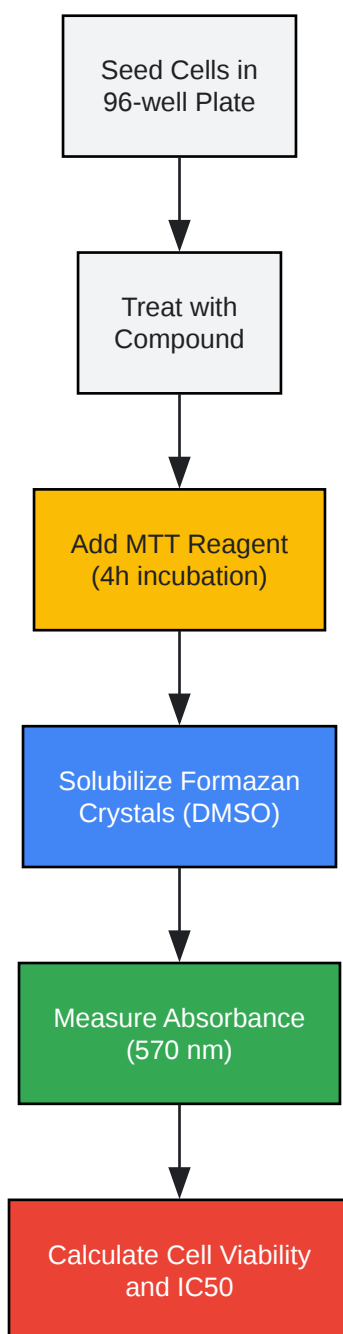 Seed Cells in
96-well Plate
Treat with
Compound
Add MTT Reagent
(4h incubation)
Solubilize Formazan
Crystals (DMSO)
Measure Absorbance
(570 nm)
Calculate Cell Viability
and IC50